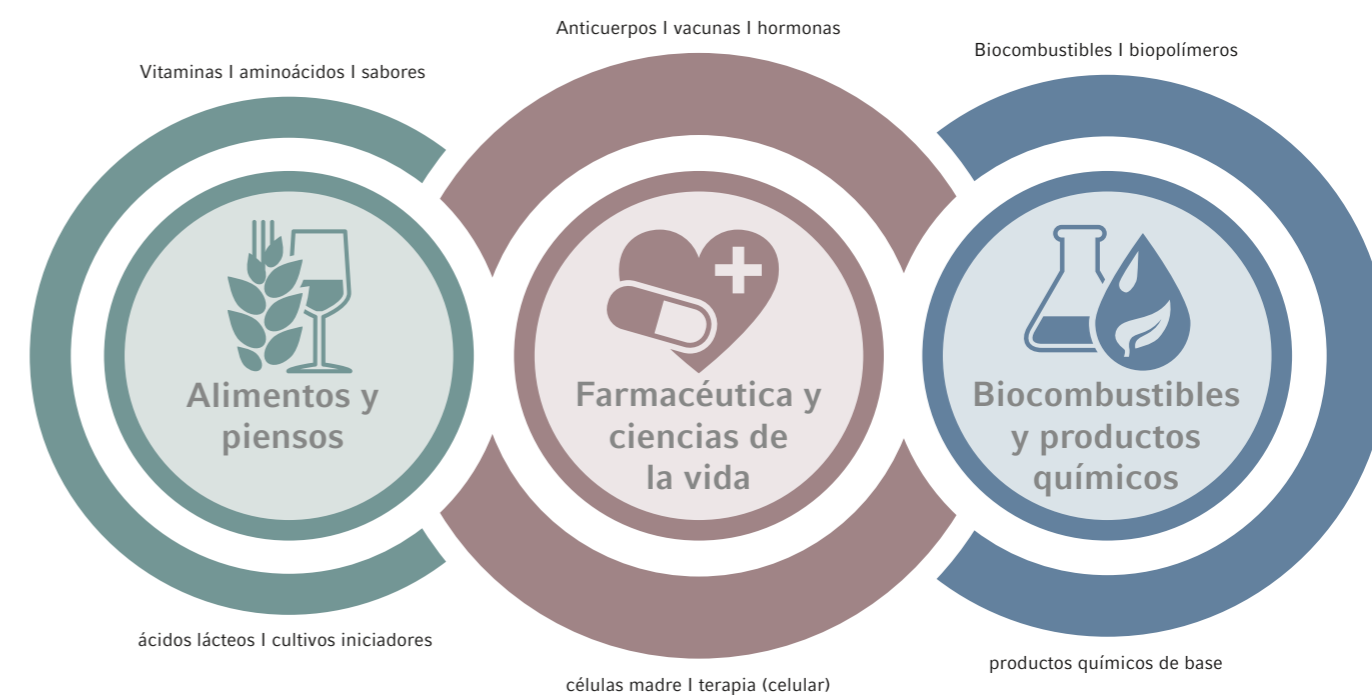 Anticuerpos I vacunas I hormonas
Biocombustibles I biopolímeros
Vitaminas I aminoácidos I sabores
Alimentos y
piensos
Farmacéutica y
ciencias de
la vida
Biocombustibles
y productos
químicos
ácidos lácteos I cultivos iniciadores
productos químicos de base
células madre I terapia (celular)